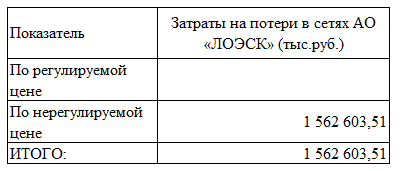 Показатель
Затраты на потери в сетях АО
«ЛОЭСК» (тыс.руб.)
По регулируемой
цене
По нерегулируемой
цене
1 562 603,51
ИТОГО:
1 562 603,51